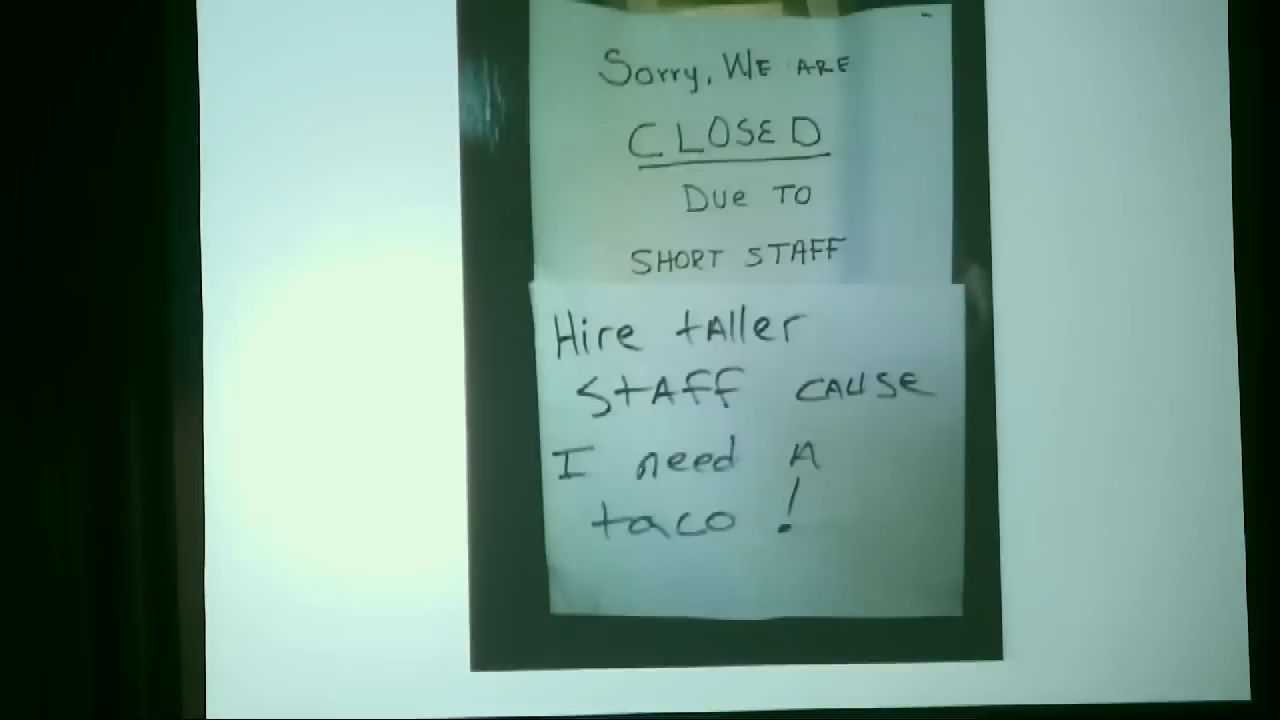 Sorry, WE ARE
CLOSED
Due TO
SHORT STAFF
Hire tAller
StAff CAUSE
I need A
taco!